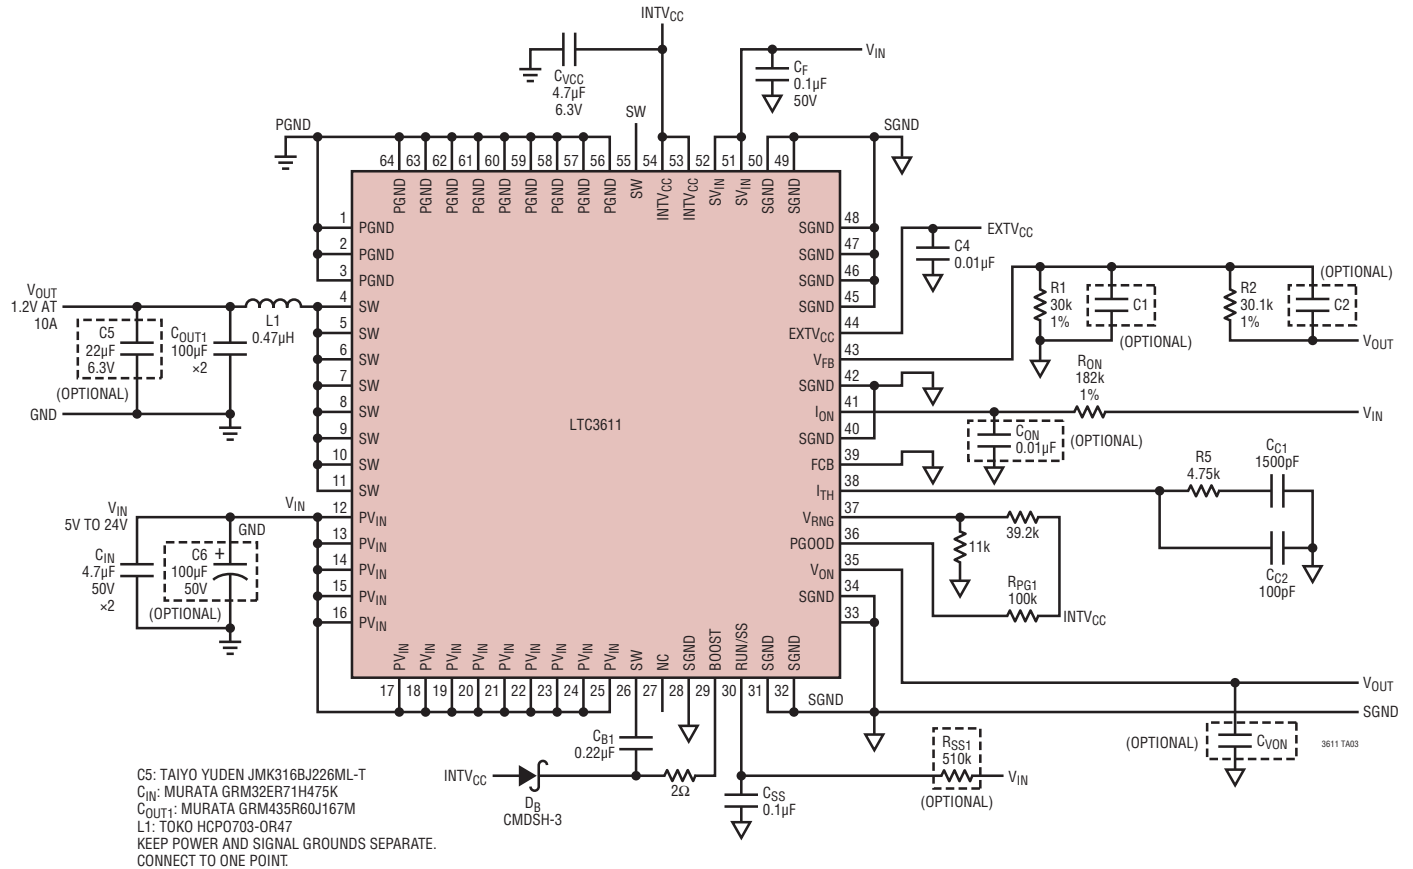 INTVCC
CVCC
4.7µF
6.3V
VIN
CF
0.1µF
50V
SW
PGND
SGND
64 63 62 61 60 59 58 57 56 55 54 53 52 51 50 49
PGND PGND PGND PGND PGND PGND PGND PGND PGND SW INTVCC INTVCC SVIN SVIN SGND SGND
1 PGND
2 PGND
3 PGND
4 SW
5 SW
6 SW
7 SW
8 SW
9 SW
10 SW
11 SW
12 PVIN
13 PVIN
14 PVIN
15 PVIN
16 PVIN
LTC3611
SGND 48
SGND 47
SGND 46
SGND 45
EXTVCC 44
VFB 43
SGND 42
ION 41
SGND 40
FCB 39
ITH 38
VRNG 37
PGOOD 36
VON 35
SGND 34
33
PVIN PVIN PVIN PVIN PVIN PVIN PVIN PVIN PVIN SW NC SGND BOOST RUN/SS SGND SGND
17 18 19 20 21 22 23 24 25 26 27 28 29 30 31 32
VOUT
1.2V AT
10A
C5
22µF
6.3V
(OPTIONAL)
COUT1
100µF
×2
L1
0.47µH
GND
VIN
5V TO 24V
CIN
4.7µF
50V
×2
C6
+
100µF
50V
(OPTIONAL)
GND
VIN
EXTVCC
C4
0.01µF
R1
30k
1%
C1
(OPTIONAL)
R2
30.1k
1%
(OPTIONAL)
C2
VOUT
RON
182k
1%
VIN
CON
0.01µF
(OPTIONAL)
R5
4.75k
CC1
1500pF
CC2
100pF
39.2k
11k
RPG1
100k
INTVCC
VOUT
SGND
SGND
(OPTIONAL)
CVON
3611 TA03
CB1
0.22µF
INTVCC
DB
CMDSH-3
2Ω
CSS
0.1µF
RSS1
510k
(OPTIONAL)
VIN
C5: TAIYO YUDEN JMK316BJ226ML-T
CIN: MURATA GRM32ER71H475K
COUT1: MURATA GRM435R60J167M
L1: TOKO HCP0703-OR47
KEEP POWER AND SIGNAL GROUNDS SEPARATE.
CONNECT TO ONE POINT.